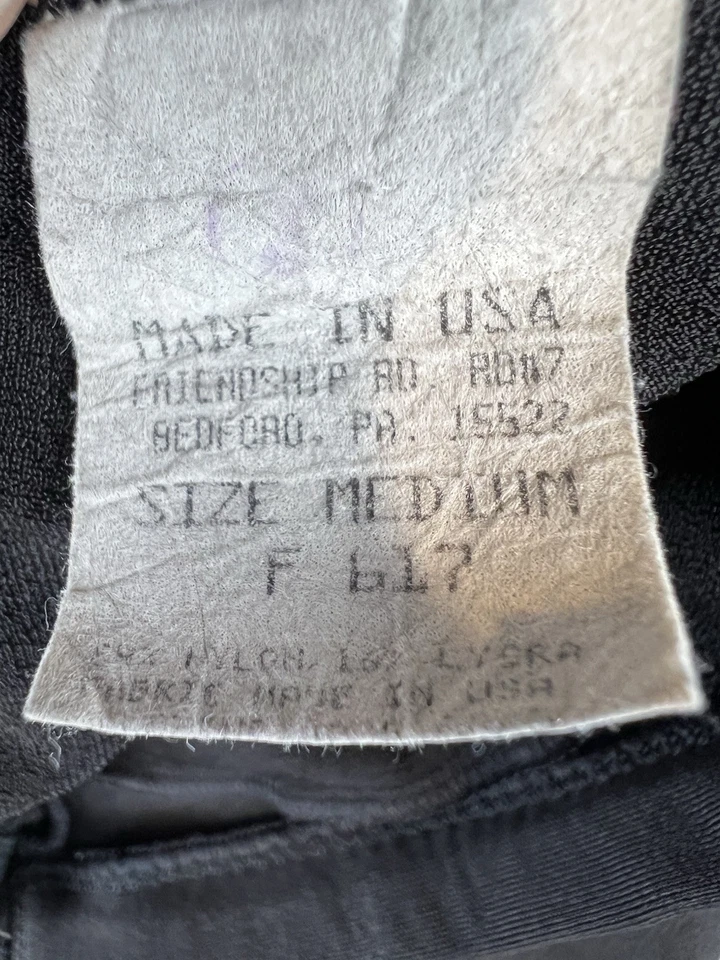 MADE IN USA
FRIENDSHIP RD. RD#7
BEDFORD. PA. 15522
SIZE MEDIUM
F 617
NYLON, LYCRA
FABRIC MADE IN USA